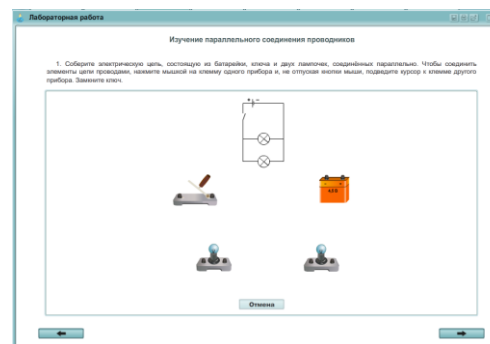 Лабораторная работа
Изучение параллельного соединения проводников
1. Соберите электрическую цепь, состоящую из батарейки, ключа и двух лампочек, соединённых параллельно. Чтобы соединить
элементы цепи проводами, нажмите мышкой на клемму одного прибора и, не отпуская кнопки мыши, подведите курсор к клемме другого
прибора. Замкните ключ.
+ −
4,5 В
Отмена